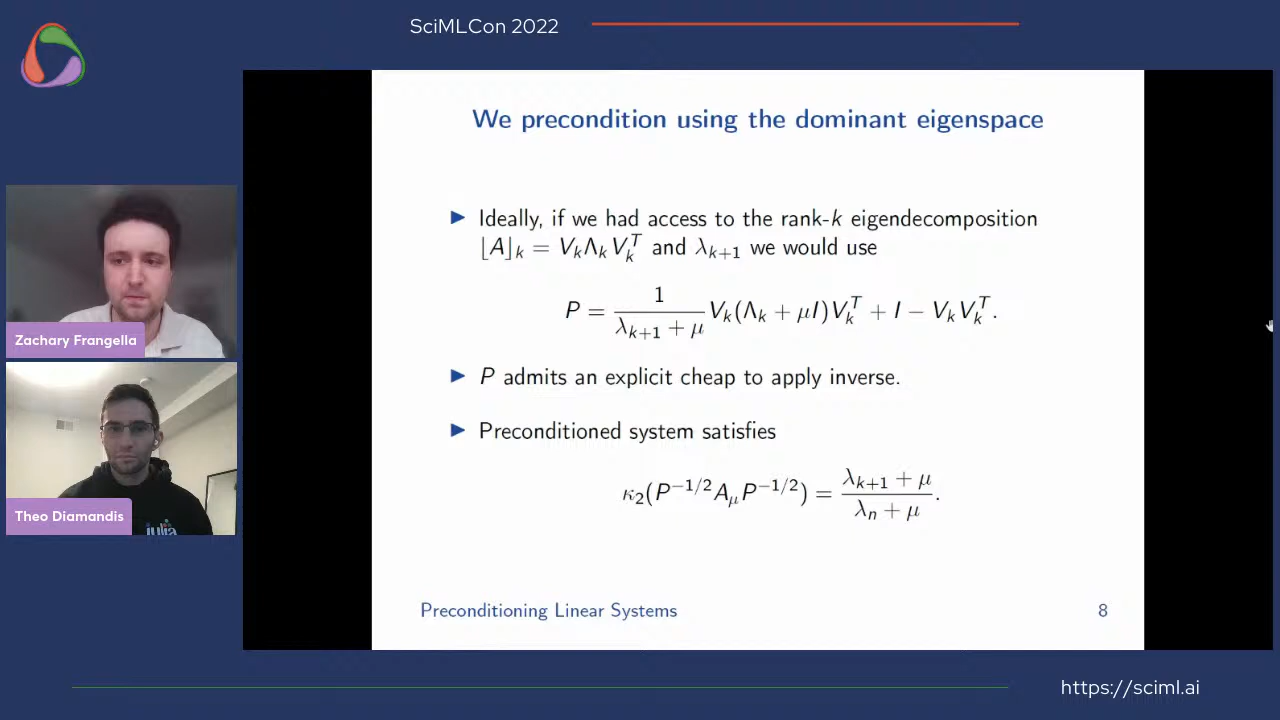 SciMLCon 2022
We precondition using the dominant eigenspace
▶ Ideally, if we had access to the rank-k eigendecomposition
⌊A⌋ₖ = VₖΛₖVₖᵀ and λₖ₊₁ we would use
P = 1/(λₖ₊₁ + μ) Vₖ(Λₖ + μI)Vₖᵀ + I − VₖVₖᵀ.
▶ P admits an explicit cheap to apply inverse.
▶ Preconditioned system satisfies
κ₂(P^{−1/2}A_μP^{−1/2}) = (λₖ₊₁ + μ)/(λₙ + μ).
Preconditioning Linear Systems
8
Zachary Frangella
Theo Diamandis
julia
https://sciml.ai